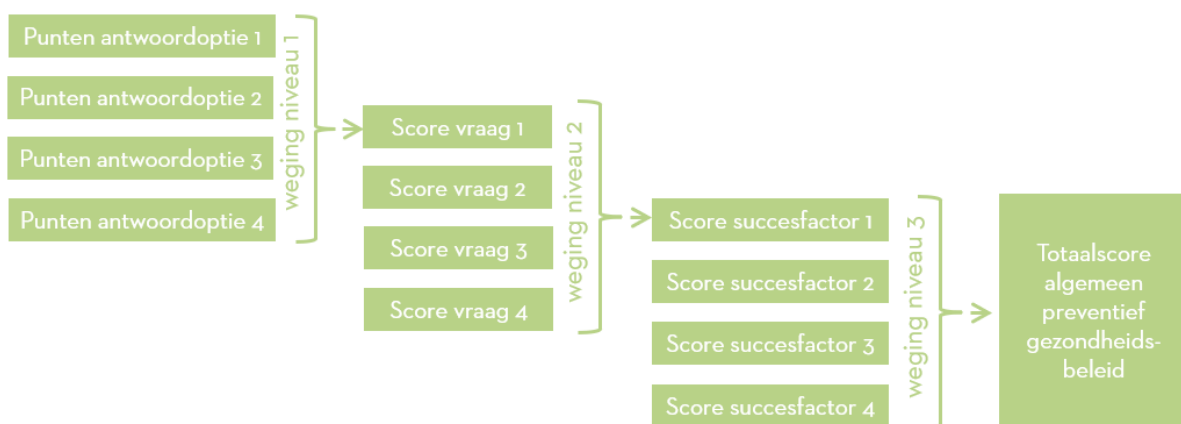 Punten antwoordoptie 1
Punten antwoordoptie 2
Punten antwoordoptie 3
Punten antwoordoptie 4
weging niveau 1
Score vraag 1
Score vraag 2
Score vraag 3
Score vraag 4
weging niveau 2
Score succesfactor 1
Score succesfactor 2
Score succesfactor 3
Score succesfactor 4
weging niveau 3
Totaalscore
algemeen
preventief
gezondheids-
beleid